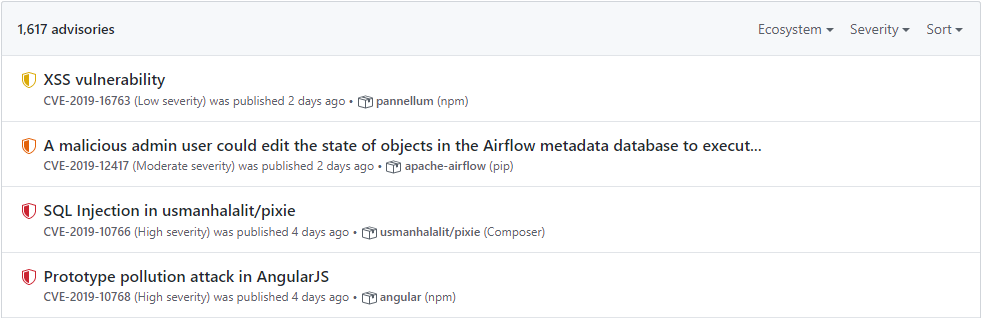 1,617 advisories Ecosystem Severity Sort
XSS vulnerability
CVE-2019-16763 (Low severity) was published 2 days ago • pannellum (npm)
A malicious admin user could edit the state of objects in the Airflow metadata database to execut...
CVE-2019-12417 (Moderate severity) was published 2 days ago • apache-airflow (pip)
SQL Injection in usmanhalalit/pixie
CVE-2019-10766 (High severity) was published 4 days ago • usmanhalalit/pixie (Composer)
Prototype pollution attack in AngularJS
CVE-2019-10768 (High severity) was published 4 days ago • angular (npm)